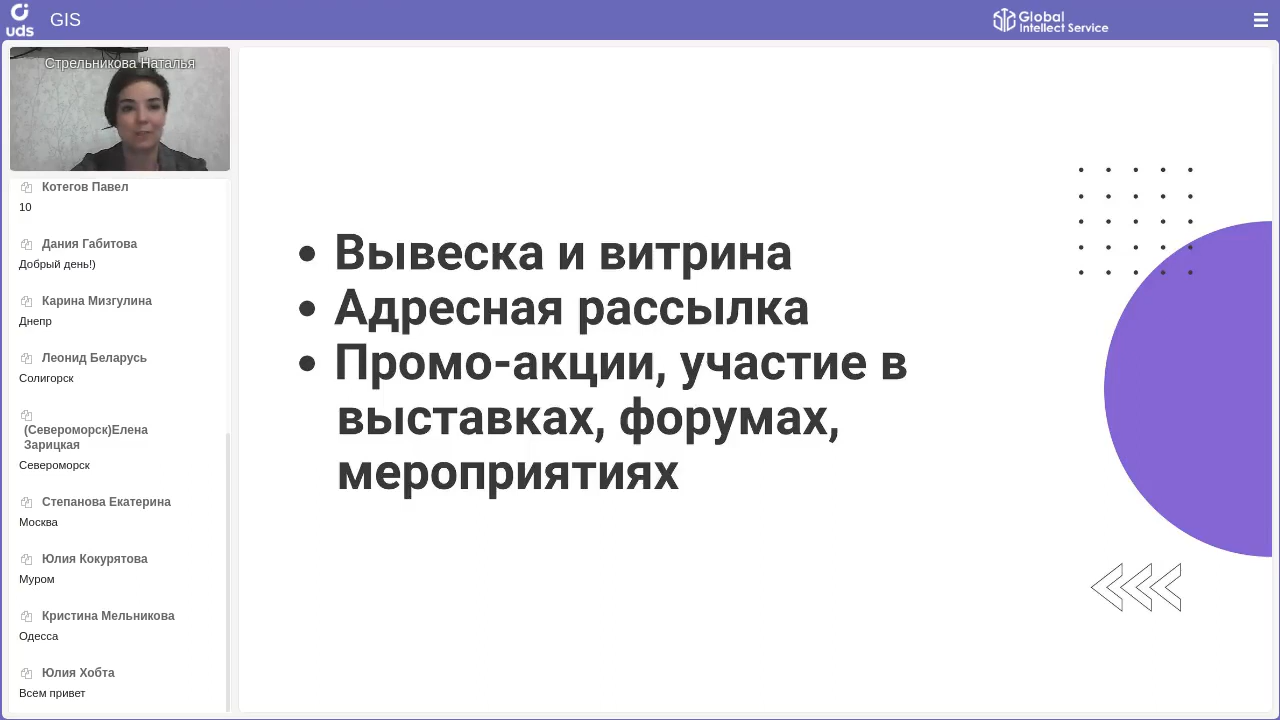 uds
GIS
Global
Intellect Service
Стрельникова Наталья
Котегов Павел
10
Дания Габитова
Добрый день!)
Карина Мизгулина
Днепр
Леонид Беларусь
Солигорск
(Североморск)Елена
Зарицкая
Североморск
Степанова Екатерина
Москва
Юлия Кокурятова
Муром
Кристина Мельникова
Одесса
Юлия Хобта
Всем привет
• Вывеска и витрина
• Адресная рассылка
• Промо-акции, участие в
выставках, форумах,
мероприятиях